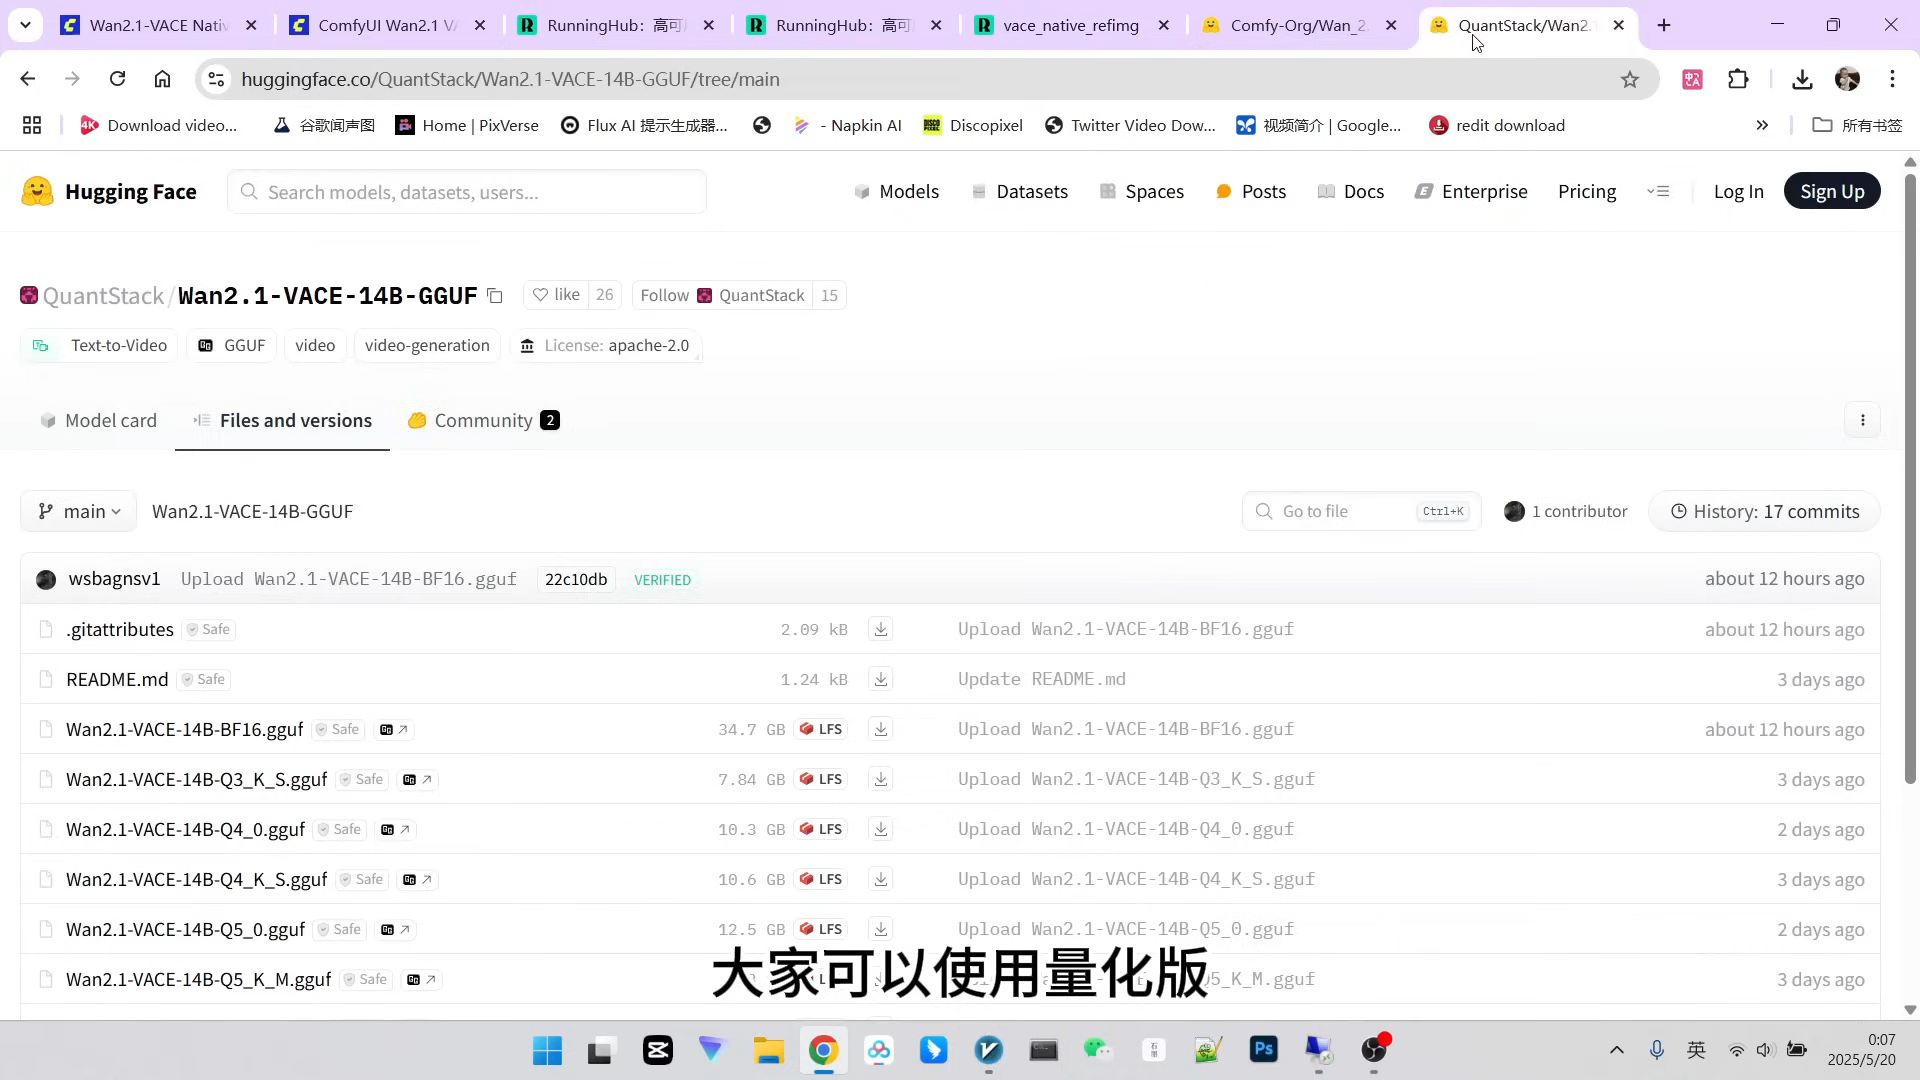 Wan2.1-VACE Nativ
ComfyUI Wan2.1 VA
RunningHub：高可
RunningHub：高可
vace_native_refimg
Comfy-Org/Wan_2.
QuantStack/Wan2.
huggingface.co/QuantStack/Wan2.1-VACE-14B-GGUF/tree/main
Download video...
谷歌闻声图
Home | PixVerse
Flux AI 提示生成器...
- Napkin AI
Discopixel
Twitter Video Dow...
视频简介 | Google...
redit download
所有书签
Hugging Face
Search models, datasets, users...
Models
Datasets
Spaces
Posts
Docs
Enterprise
Pricing
Log In
Sign Up
QuantStack/Wan2.1-VACE-14B-GGUF
like 26
Follow QuantStack 15
Text-to-Video
GGUF
video
video-generation
License: apache-2.0
Model card
Files and versions
Community 2
main
Wan2.1-VACE-14B-GGUF
Go to file Ctrl+K
1 contributor
History: 17 commits
wsbagnsv1 Upload Wan2.1-VACE-14B-BF16.gguf 22c10db VERIFIED about 12 hours ago
.gitattributes Safe 2.09 kB Upload Wan2.1-VACE-14B-BF16.gguf about 12 hours ago
README.md Safe 1.24 kB Update README.md 3 days ago
Wan2.1-VACE-14B-BF16.gguf Safe 34.7 GB LFS Upload Wan2.1-VACE-14B-BF16.gguf about 12 hours ago
Wan2.1-VACE-14B-Q3_K_S.gguf Safe 7.84 GB LFS Upload Wan2.1-VACE-14B-Q3_K_S.gguf 3 days ago
Wan2.1-VACE-14B-Q4_0.gguf Safe 10.3 GB LFS Upload Wan2.1-VACE-14B-Q4_0.gguf 2 days ago
Wan2.1-VACE-14B-Q4_K_S.gguf Safe 10.6 GB LFS Upload Wan2.1-VACE-14B-Q4_K_S.gguf 3 days ago
Wan2.1-VACE-14B-Q5_0.gguf Safe 12.5 GB LFS Upload Wan2.1-VACE-14B-Q5_0.gguf 2 days ago
Wan2.1-VACE-14B-Q5_K_M.gguf Safe Q5_K_M.gguf 3 days ago
大家可以使用量化版
英
0:07
2025/5/20